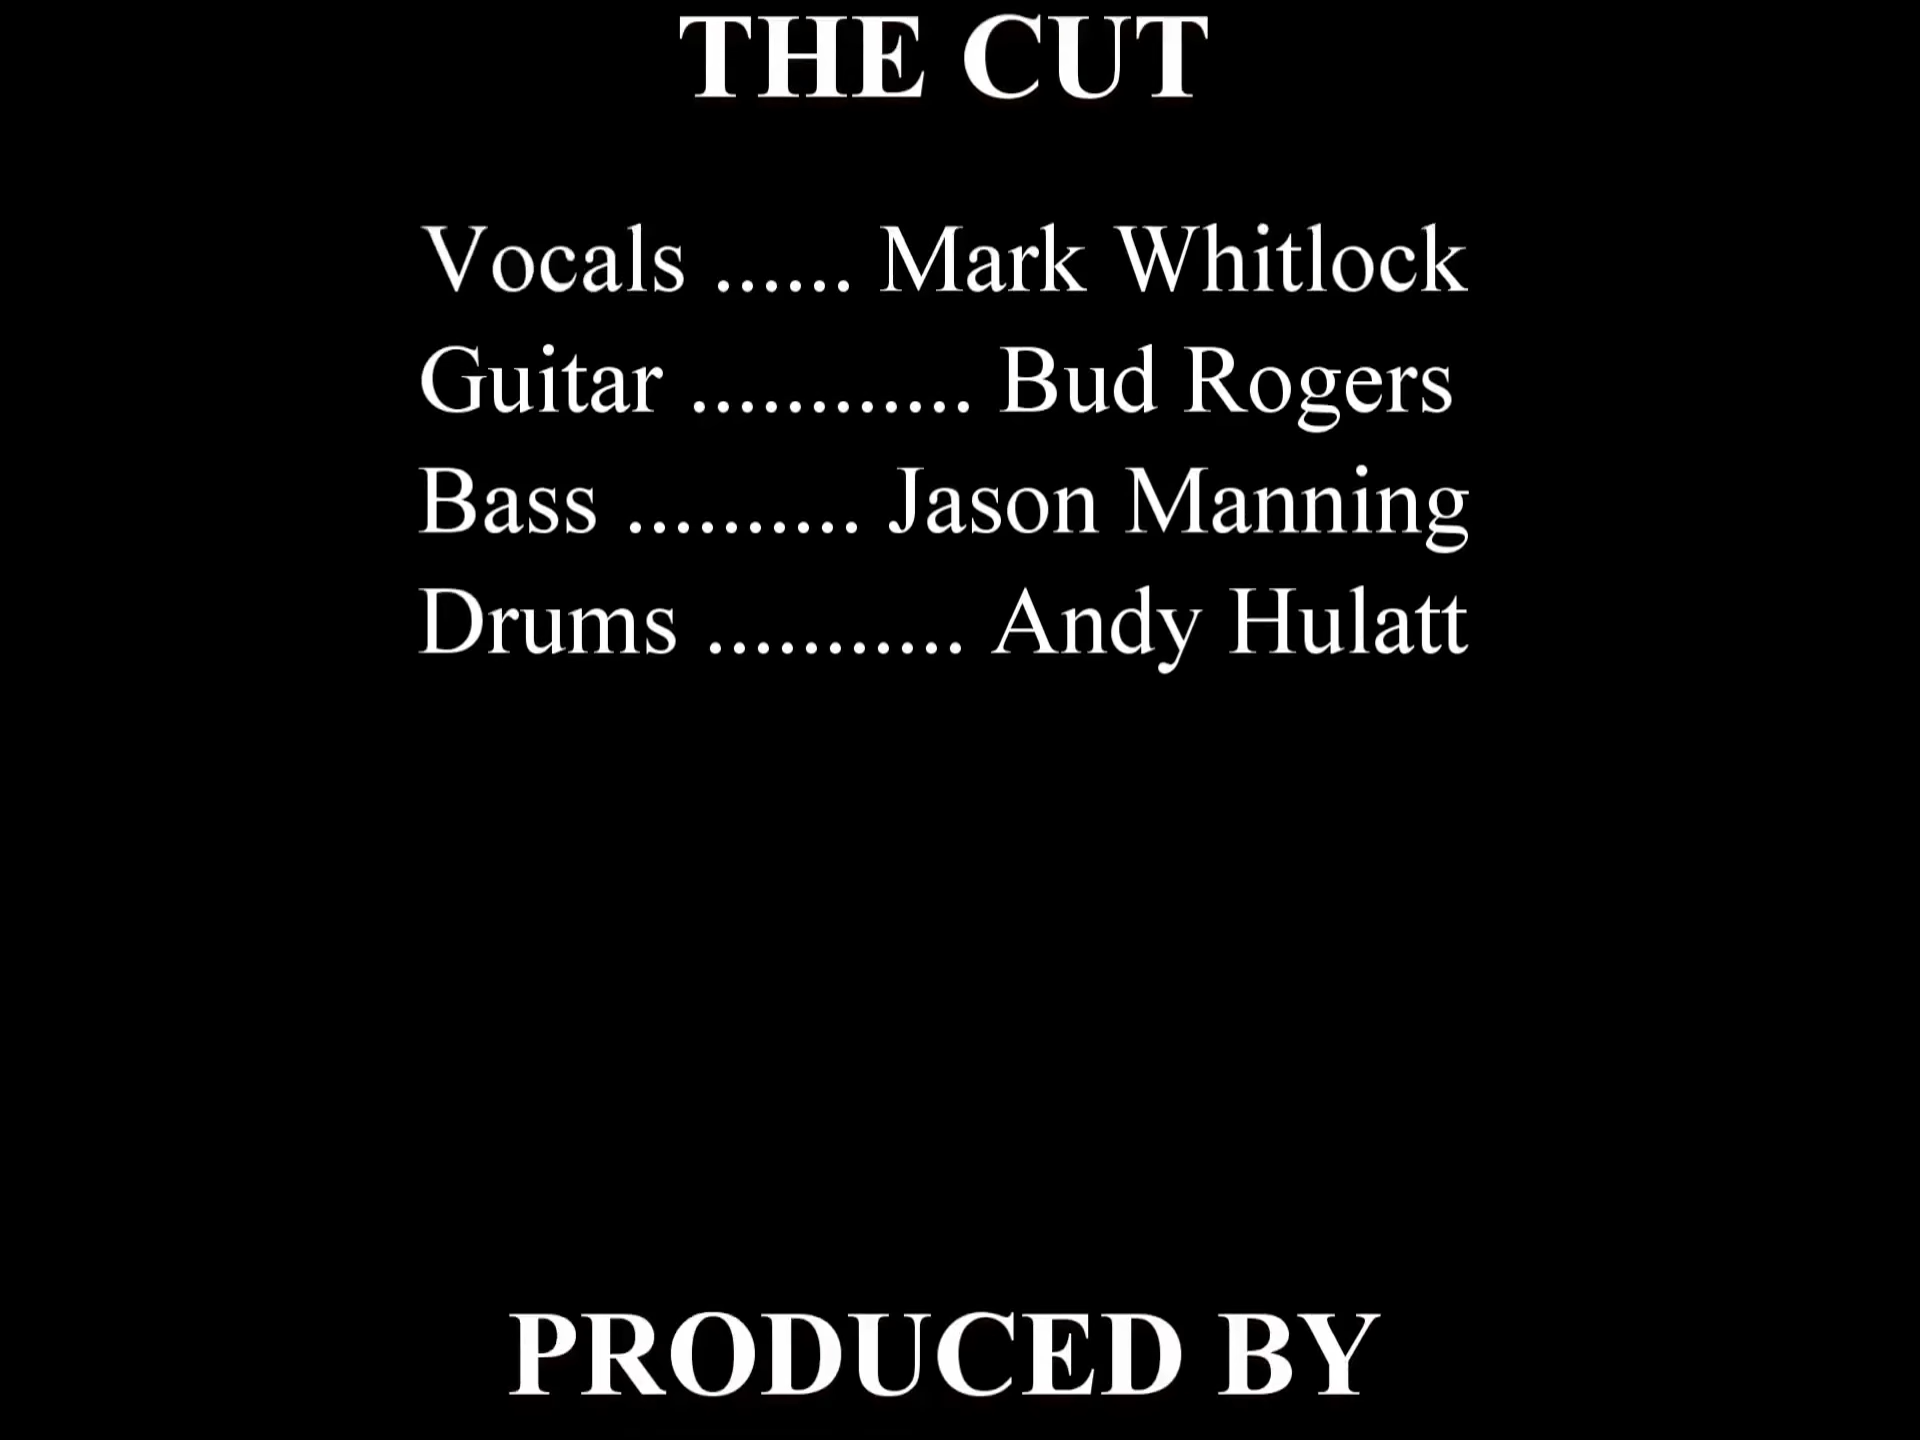 THE CUT
Vocals ...... Mark Whitlock
Guitar ............ Bud Rogers
Bass .......... Jason Manning
Drums ........... Andy Hulatt
PRODUCED BY